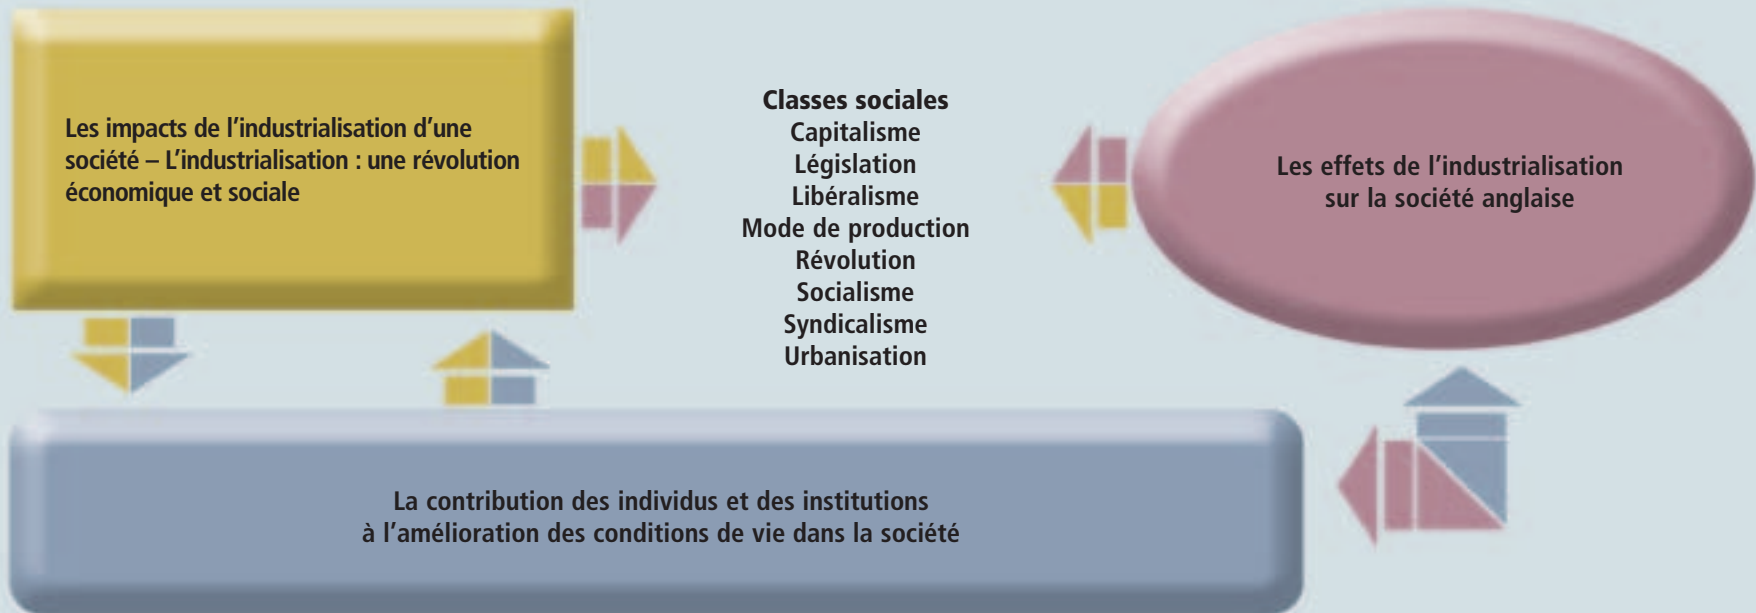 Les impacts de l’industrialisation d’une
société – L’industrialisation : une révolution
économique et sociale
Classes sociales
Capitalisme
Législation
Libéralisme
Mode de production
Révolution
Socialisme
Syndicalisme
Urbanisation
Les effets de l’industrialisation
sur la société anglaise
La contribution des individus et des institutions
à l’amélioration des conditions de vie dans la société